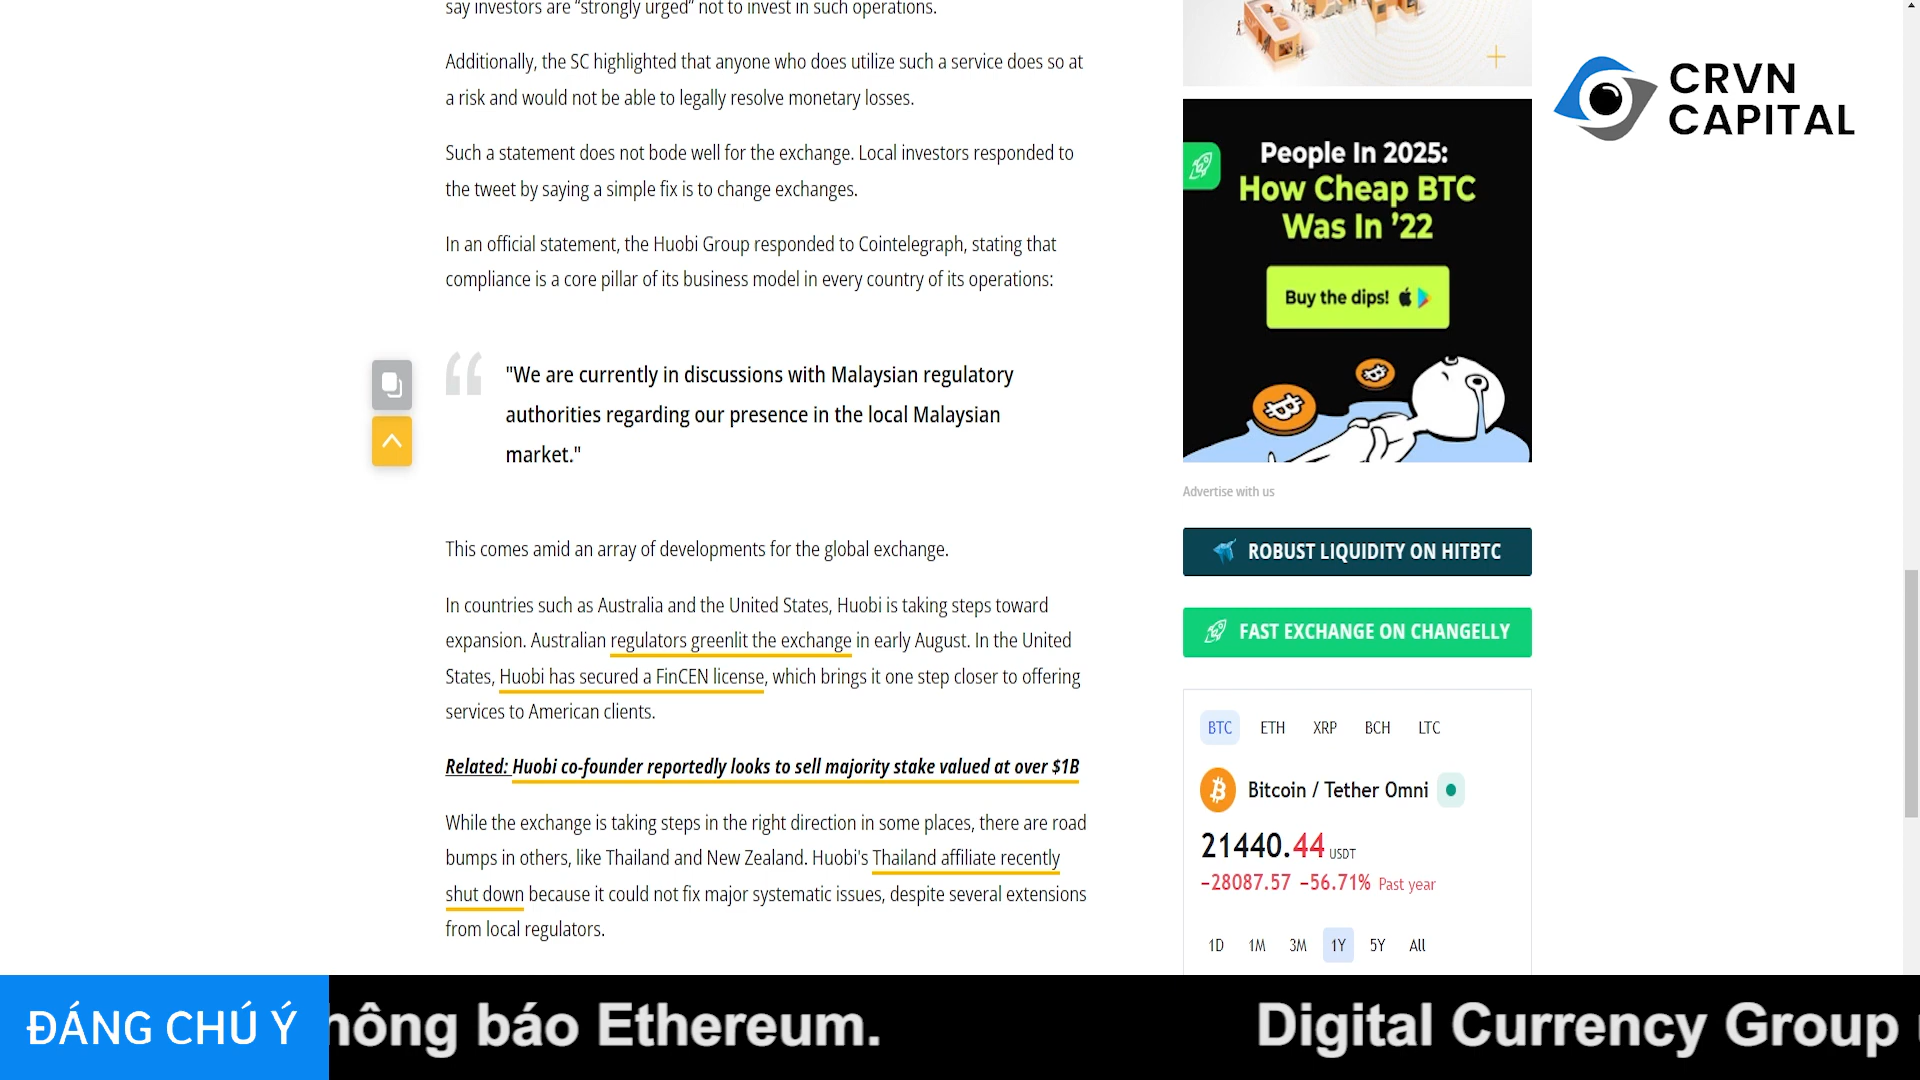 say investors are “strongly urged” not to invest in such operations.
Additionally, the SC highlighted that anyone who does utilize such a service does so at
a risk and would not be able to legally resolve monetary losses.
Such a statement does not bode well for the exchange. Local investors responded to
the tweet by saying a simple fix is to change exchanges.
In an official statement, the Huobi Group responded to Cointelegraph, stating that
compliance is a core pillar of its business model in every country of its operations:
"We are currently in discussions with Malaysian regulatory
authorities regarding our presence in the local Malaysian
market."
This comes amid an array of developments for the global exchange.
In countries such as Australia and the United States, Huobi is taking steps toward
expansion. Australian regulators greenlit the exchange in early August. In the United
States, Huobi has secured a FinCEN license, which brings it one step closer to offering
services to American clients.
Related: Huobi co-founder reportedly looks to sell majority stake valued at over $1B
While the exchange is taking steps in the right direction in some places, there are road
bumps in others, like Thailand and New Zealand. Huobi's Thailand affiliate recently
shut down because it could not fix major systematic issues, despite several extensions
from local regulators.
People In 2025:
How Cheap BTC
Was In ’22
Buy the dips!
Advertise with us
ROBUST LIQUIDITY ON HITBTC
FAST EXCHANGE ON CHANGELLY
BTC ETH XRP BCH LTC
Bitcoin / Tether Omni
21440.44 USDT
−28087.57 −56.71% Past year
1D 1M 3M 1Y 5Y All
CRVN
CAPITAL
ĐÁNG CHÚ Ý
hông báo Ethereum. Digital Currency Group